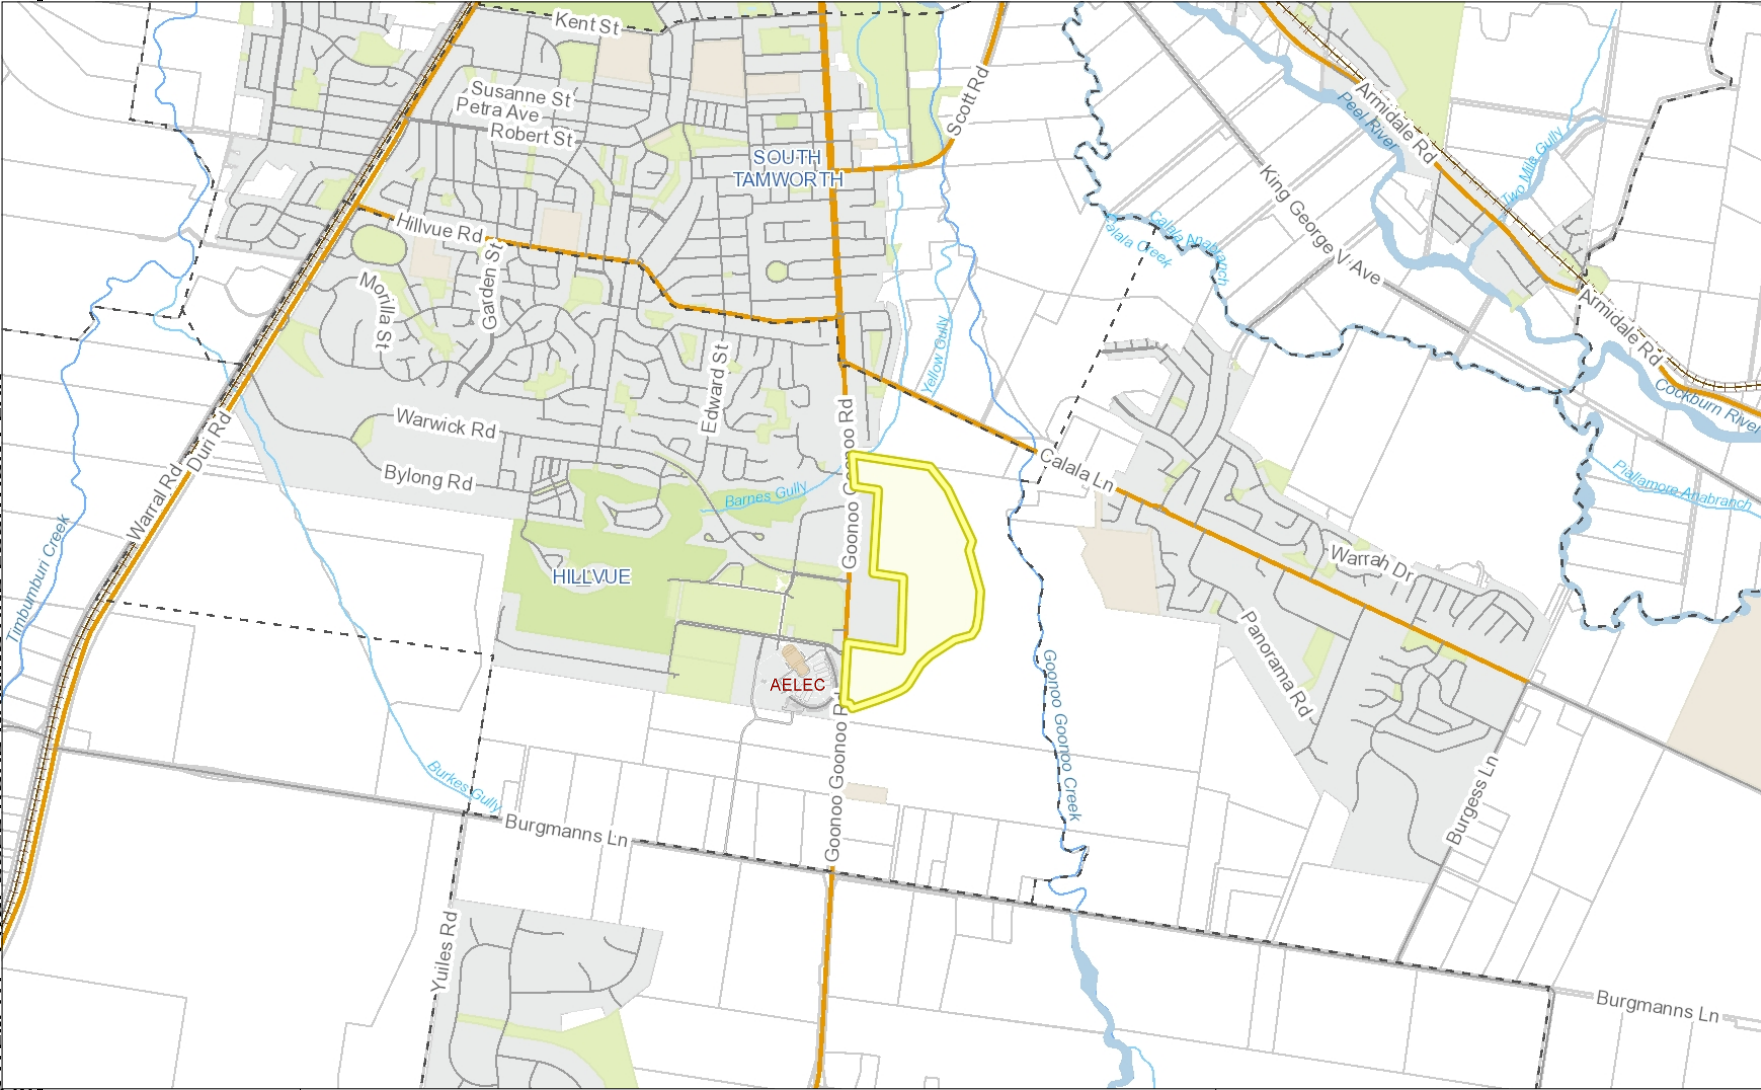 Kent St
Susanne St
Petra Ave
Robert St
Scott Rd
Armidale Rd
Peel River
Two Mile Gully
SOUTH
TAMWORTH
King George V Ave
Hillvue Rd
Garden St
Morilla St
Calala Anabranch
Calala Creek
Armidale Rd
Yellow Gully
Edward St
Cockburn River
Warwick Rd
Duri Rd
Goonoo Goonoo Rd
Calala Ln
Bylong Rd
Warral Rd
Barnes Gully
Piallamore Anabranch
Timbumburi Creek
HILLVUE
Warrah Dr
Panorama Rd
AELEC
Goonoo Goonoo Rd
Goonoo Goonoo Creek
Burkes Gully
Burgmanns Ln
Burgess Ln
Yuiles Rd
Burgmanns Ln